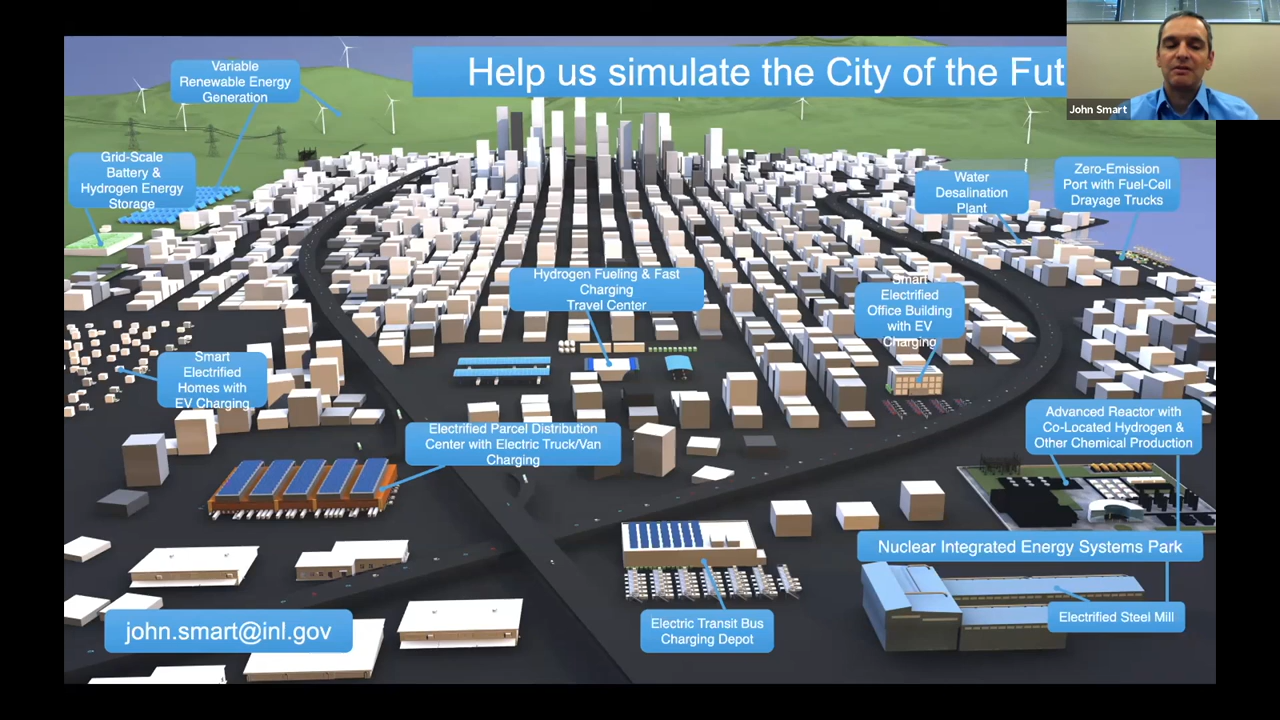 Help us simulate the City of the Fut
John Smart
Variable
Renewable Energy
Generation
Grid-Scale
Battery &
Hydrogen Energy
Storage
Water
Desalination
Plant
Zero-Emission
Port with Fuel-Cell
Drayage Trucks
Hydrogen Fueling & Fast
Charging
Travel Center
Smart
Electrified
Office Building
with EV
Charging
Smart
Electrified
Homes with
EV Charging
Electrified Parcel Distribution
Center with Electric Truck/Van
Charging
Advanced Reactor with
Co-Located Hydrogen &
Other Chemical Production
Nuclear Integrated Energy Systems Park
Electrified Steel Mill
Electric Transit Bus
Charging Depot
john.smart@inl.gov